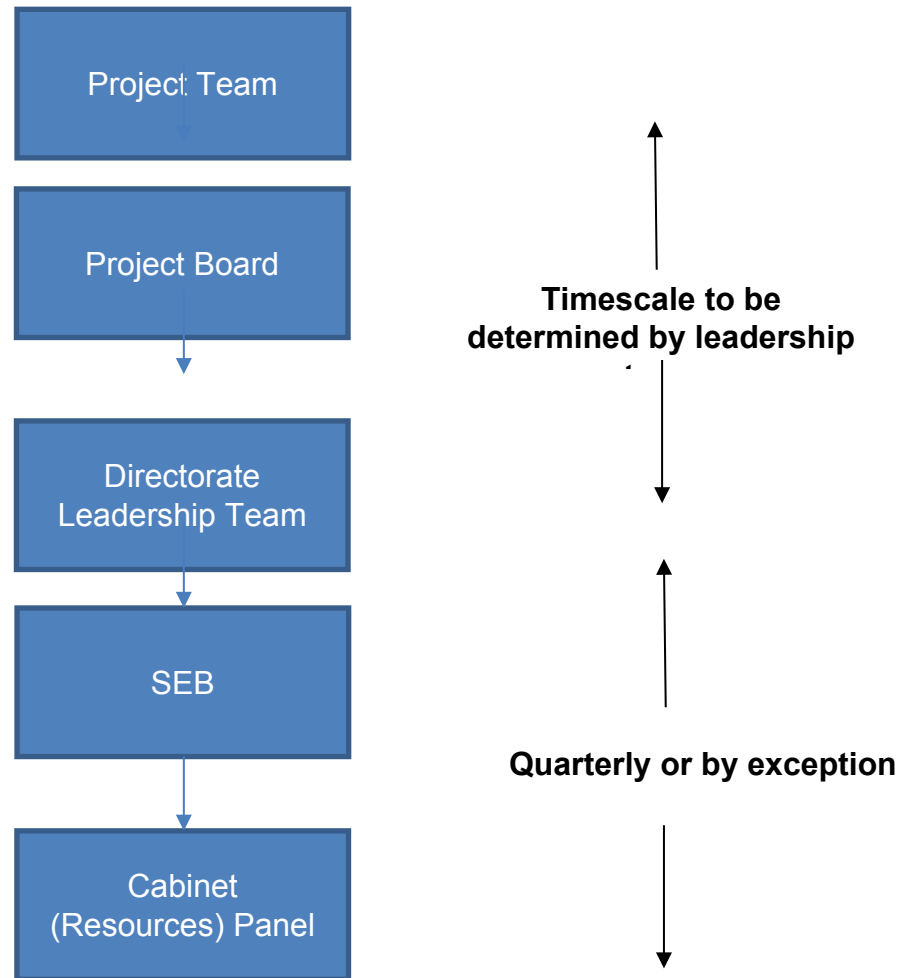 Project Team
Project Board
Timescale to be
determined by leadership
Directorate
Leadership Team
SEB
Quarterly or by exception
Cabinet
(Resources) Panel